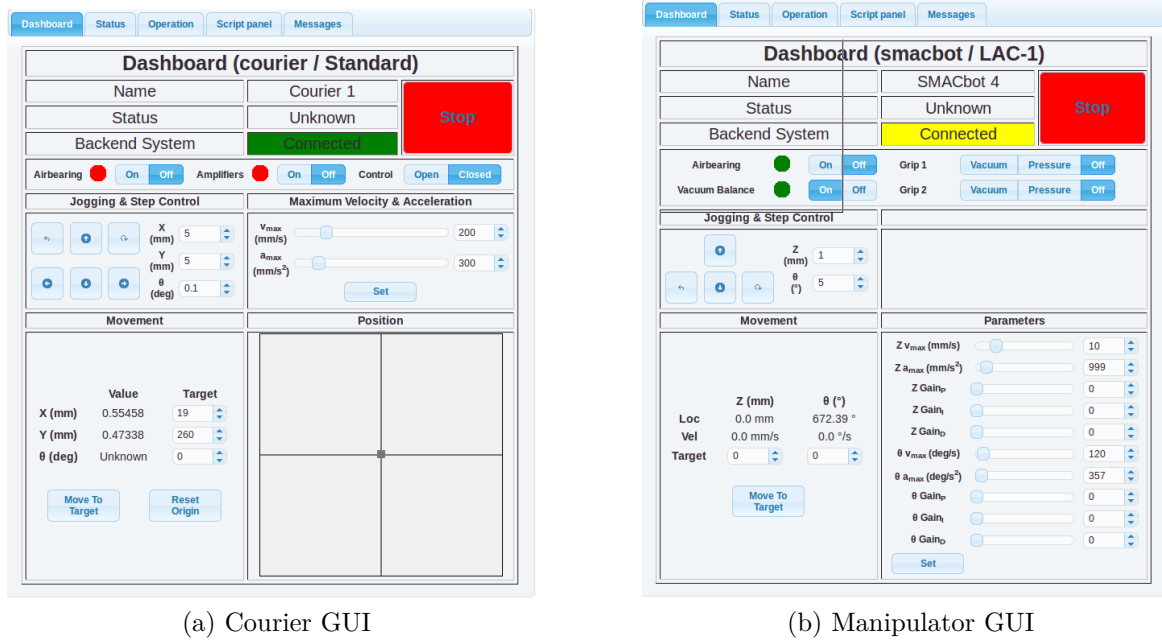 Dashboard Status Operation Script panel Messages
Dashboard (courier / Standard)
Name Courier 1
Status Unknown
Backend System Connected
Stop
Airbearing On Off Amplifiers On Off Control Open Closed
Jogging & Step Control Maximum Velocity & Acceleration
X (mm) 5
Y (mm) 5
θ (deg) 0.1
vmax (mm/s) 200
amax (mm/s²) 300
Set
Movement Position
Value Target
X (mm) 0.55458 19
Y (mm) 0.47338 260
θ (deg) Unknown 0
Move To Target
Reset Origin
(a) Courier GUI
Dashboard Status Operation Script panel Messages
Dashboard (smacbot / LAC-1)
Name SMACbot 4
Status Unknown
Backend System Connected
Stop
Airbearing On Off Grip 1 Vacuum Pressure Off
Vacuum Balance On Off Grip 2 Vacuum Pressure Off
Jogging & Step Control
Z (mm) 1
θ (°) 5
Movement Parameters
Z (mm) θ (°)
Loc 0.0 mm 672.39 °
Vel 0.0 mm/s 0.0 °/s
Target 0 0
Move To Target
Z vmax (mm/s) 10
Z amax (mm/s²) 999
Z GainP 0
Z GainI 0
Z GainD 0
θ vmax (deg/s) 120
θ amax (deg/s²) 357
θ GainP 0
θ GainI 0
θ GainD 0
Set
(b) Manipulator GUI